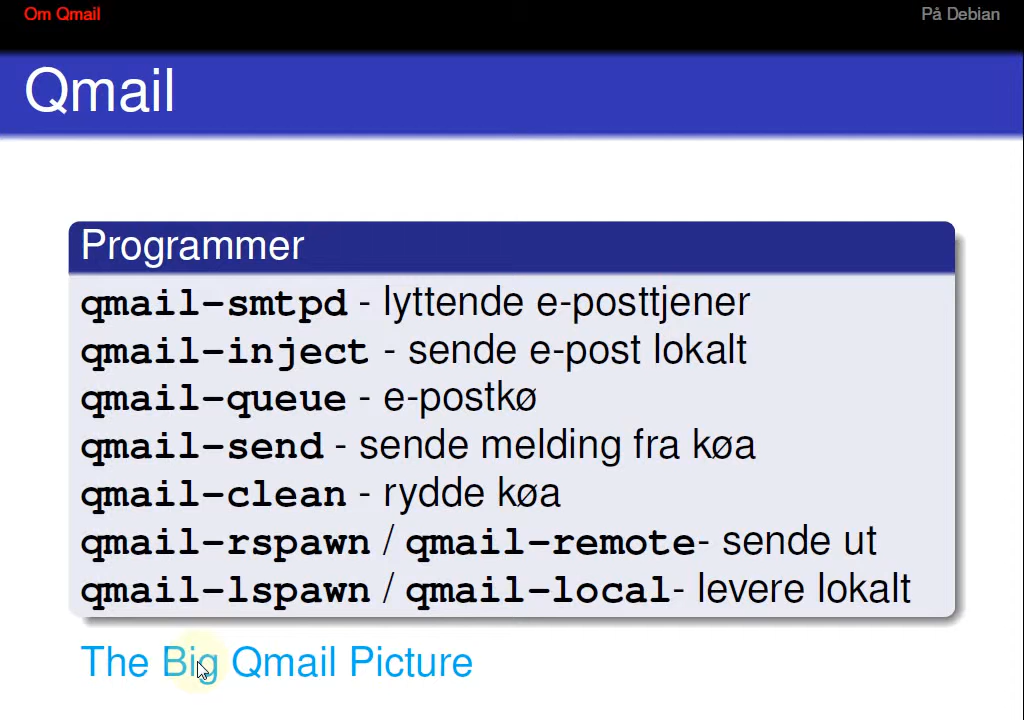 Om Qmail
På Debian
Qmail
Programmer
qmail-smtpd - lyttende e-posttjener
qmail-inject - sende e-post lokalt
qmail-queue - e-postkø
qmail-send - sende melding fra køa
qmail-clean - rydde køa
qmail-rspawn / qmail-remote- sende ut
qmail-lspawn / qmail-local- levere lokalt
The Big Qmail Picture